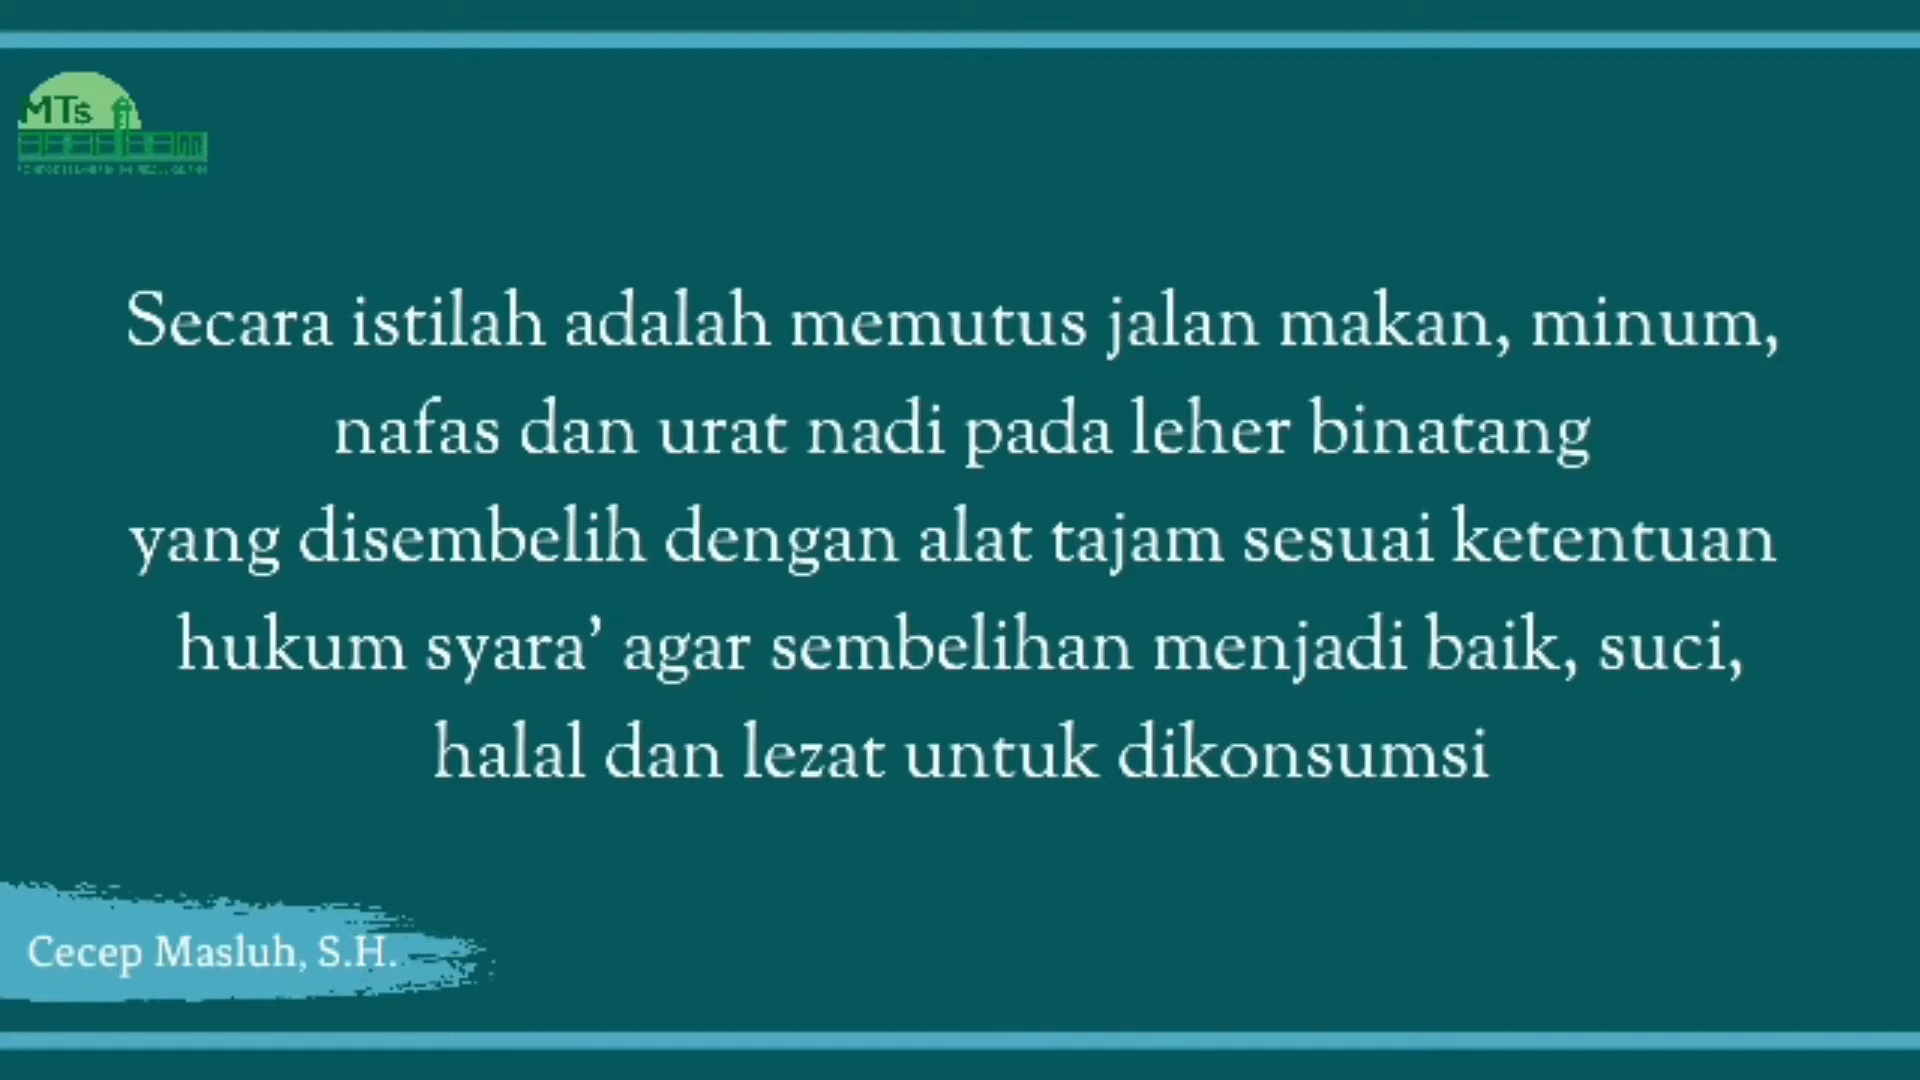 MTs
Secara istilah adalah memutus jalan makan, minum,
nafas dan urat nadi pada leher binatang
yang disembelih dengan alat tajam sesuai ketentuan
hukum syara’ agar sembelihan menjadi baik, suci,
halal dan lezat untuk dikonsumsi
Cecep Masluh, S.H.